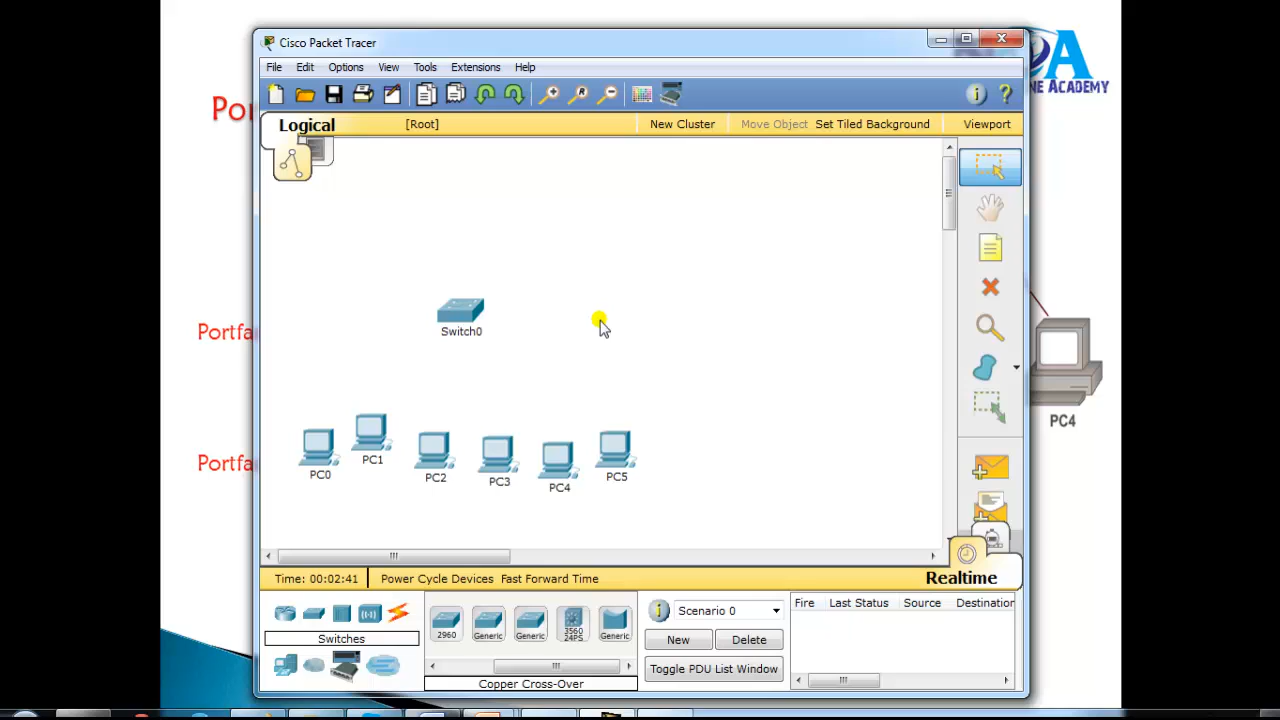 Cisco Packet Tracer
File Edit Options View Tools Extensions Help
NE ACADEMY
Logical [Root] New Cluster Move Object Set Tiled Background Viewport
Switch0
PC0 PC1 PC2 PC3 PC4 PC5
PC4
Time: 00:02:41 Power Cycle Devices Fast Forward Time Realtime
Fire Last Status Source Destination
Scenario 0
2960 Generic Generic 3560 24PS Generic
Switches
New Delete
Toggle PDU List Window
Copper Cross-Over
Por
Portfa
Portfa